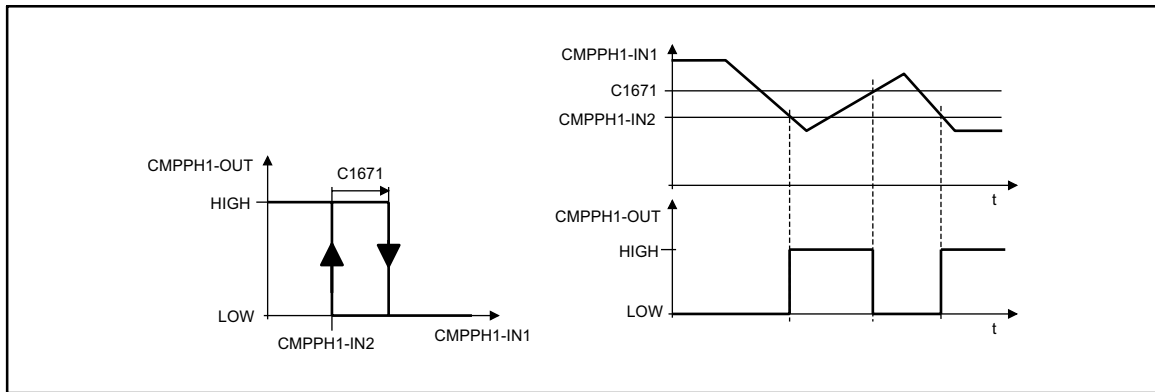 CMPPH1-OUT
C1671
HIGH
LOW
CMPPH1-IN2
CMPPH1-IN1
CMPPH1-IN1
C1671
CMPPH1-IN2
t
CMPPH1-OUT
HIGH
LOW
t